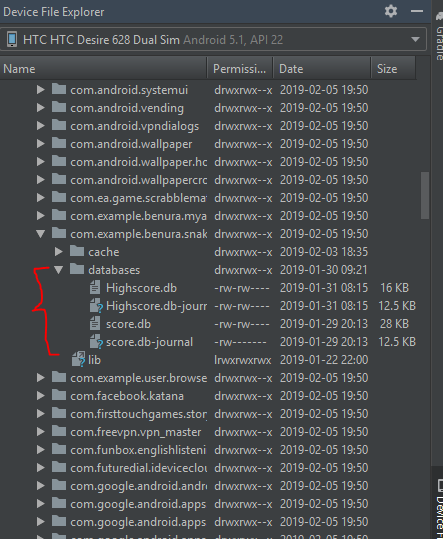 Device File Explorer
HTC HTC Desire 628 Dual Sim Android 5.1, API 22
Name Permissi... Date Size
com.android.systemui drwxrwx--x 2019-02-05 19:50
com.android.vending drwxrwx--x 2019-02-05 19:50
com.android.vpndialogs drwxrwx--x 2019-02-05 19:50
com.android.wallpaper drwxrwx--x 2019-02-05 19:50
com.android.wallpaper.ho drwxrwx--x 2019-02-05 19:50
com.android.wallpapercro drwxrwx--x 2019-02-05 19:50
com.ea.game.scrabblemat drwxrwx--x 2019-02-05 19:50
com.example.benura.mya drwxrwx--x 2019-02-05 19:50
com.example.benura.snak drwxrwx--x 2019-02-05 19:50
cache drwxrwx--x 2019-02-03 18:35
databases drwxrwx--x 2019-01-30 09:21
Highscore.db -rw-rw---- 2019-01-31 08:15 16 KB
Highscore.db-journ -rw-rw---- 2019-01-31 08:15 12.5 KB
score.db -rw-rw---- 2019-01-29 20:13 28 KB
score.db-journal -rw------- 2019-01-29 20:13 12.5 KB
lib lrwxrwxrwx 2019-01-22 22:00
com.example.user.browse drwxrwx--x 2019-02-05 19:50
com.facebook.katana drwxrwx--x 2019-02-05 19:50
com.firsttouchgames.story drwxrwx--x 2019-02-05 19:50
com.freevpn.vpn_master drwxrwx--x 2019-02-05 19:50
com.funbox.englishlisteni drwxrwx--x 2019-02-05 19:50
com.futuredial.idevicecloud drwxrwx--x 2019-02-05 19:50
com.google.android.andro drwxrwx--x 2019-02-05 19:50
com.google.android.apps drwxrwx--x 2019-02-05 19:50
com.google.android.apps drwxrwx--x 2019-02-05 19:50
Gradle
Device